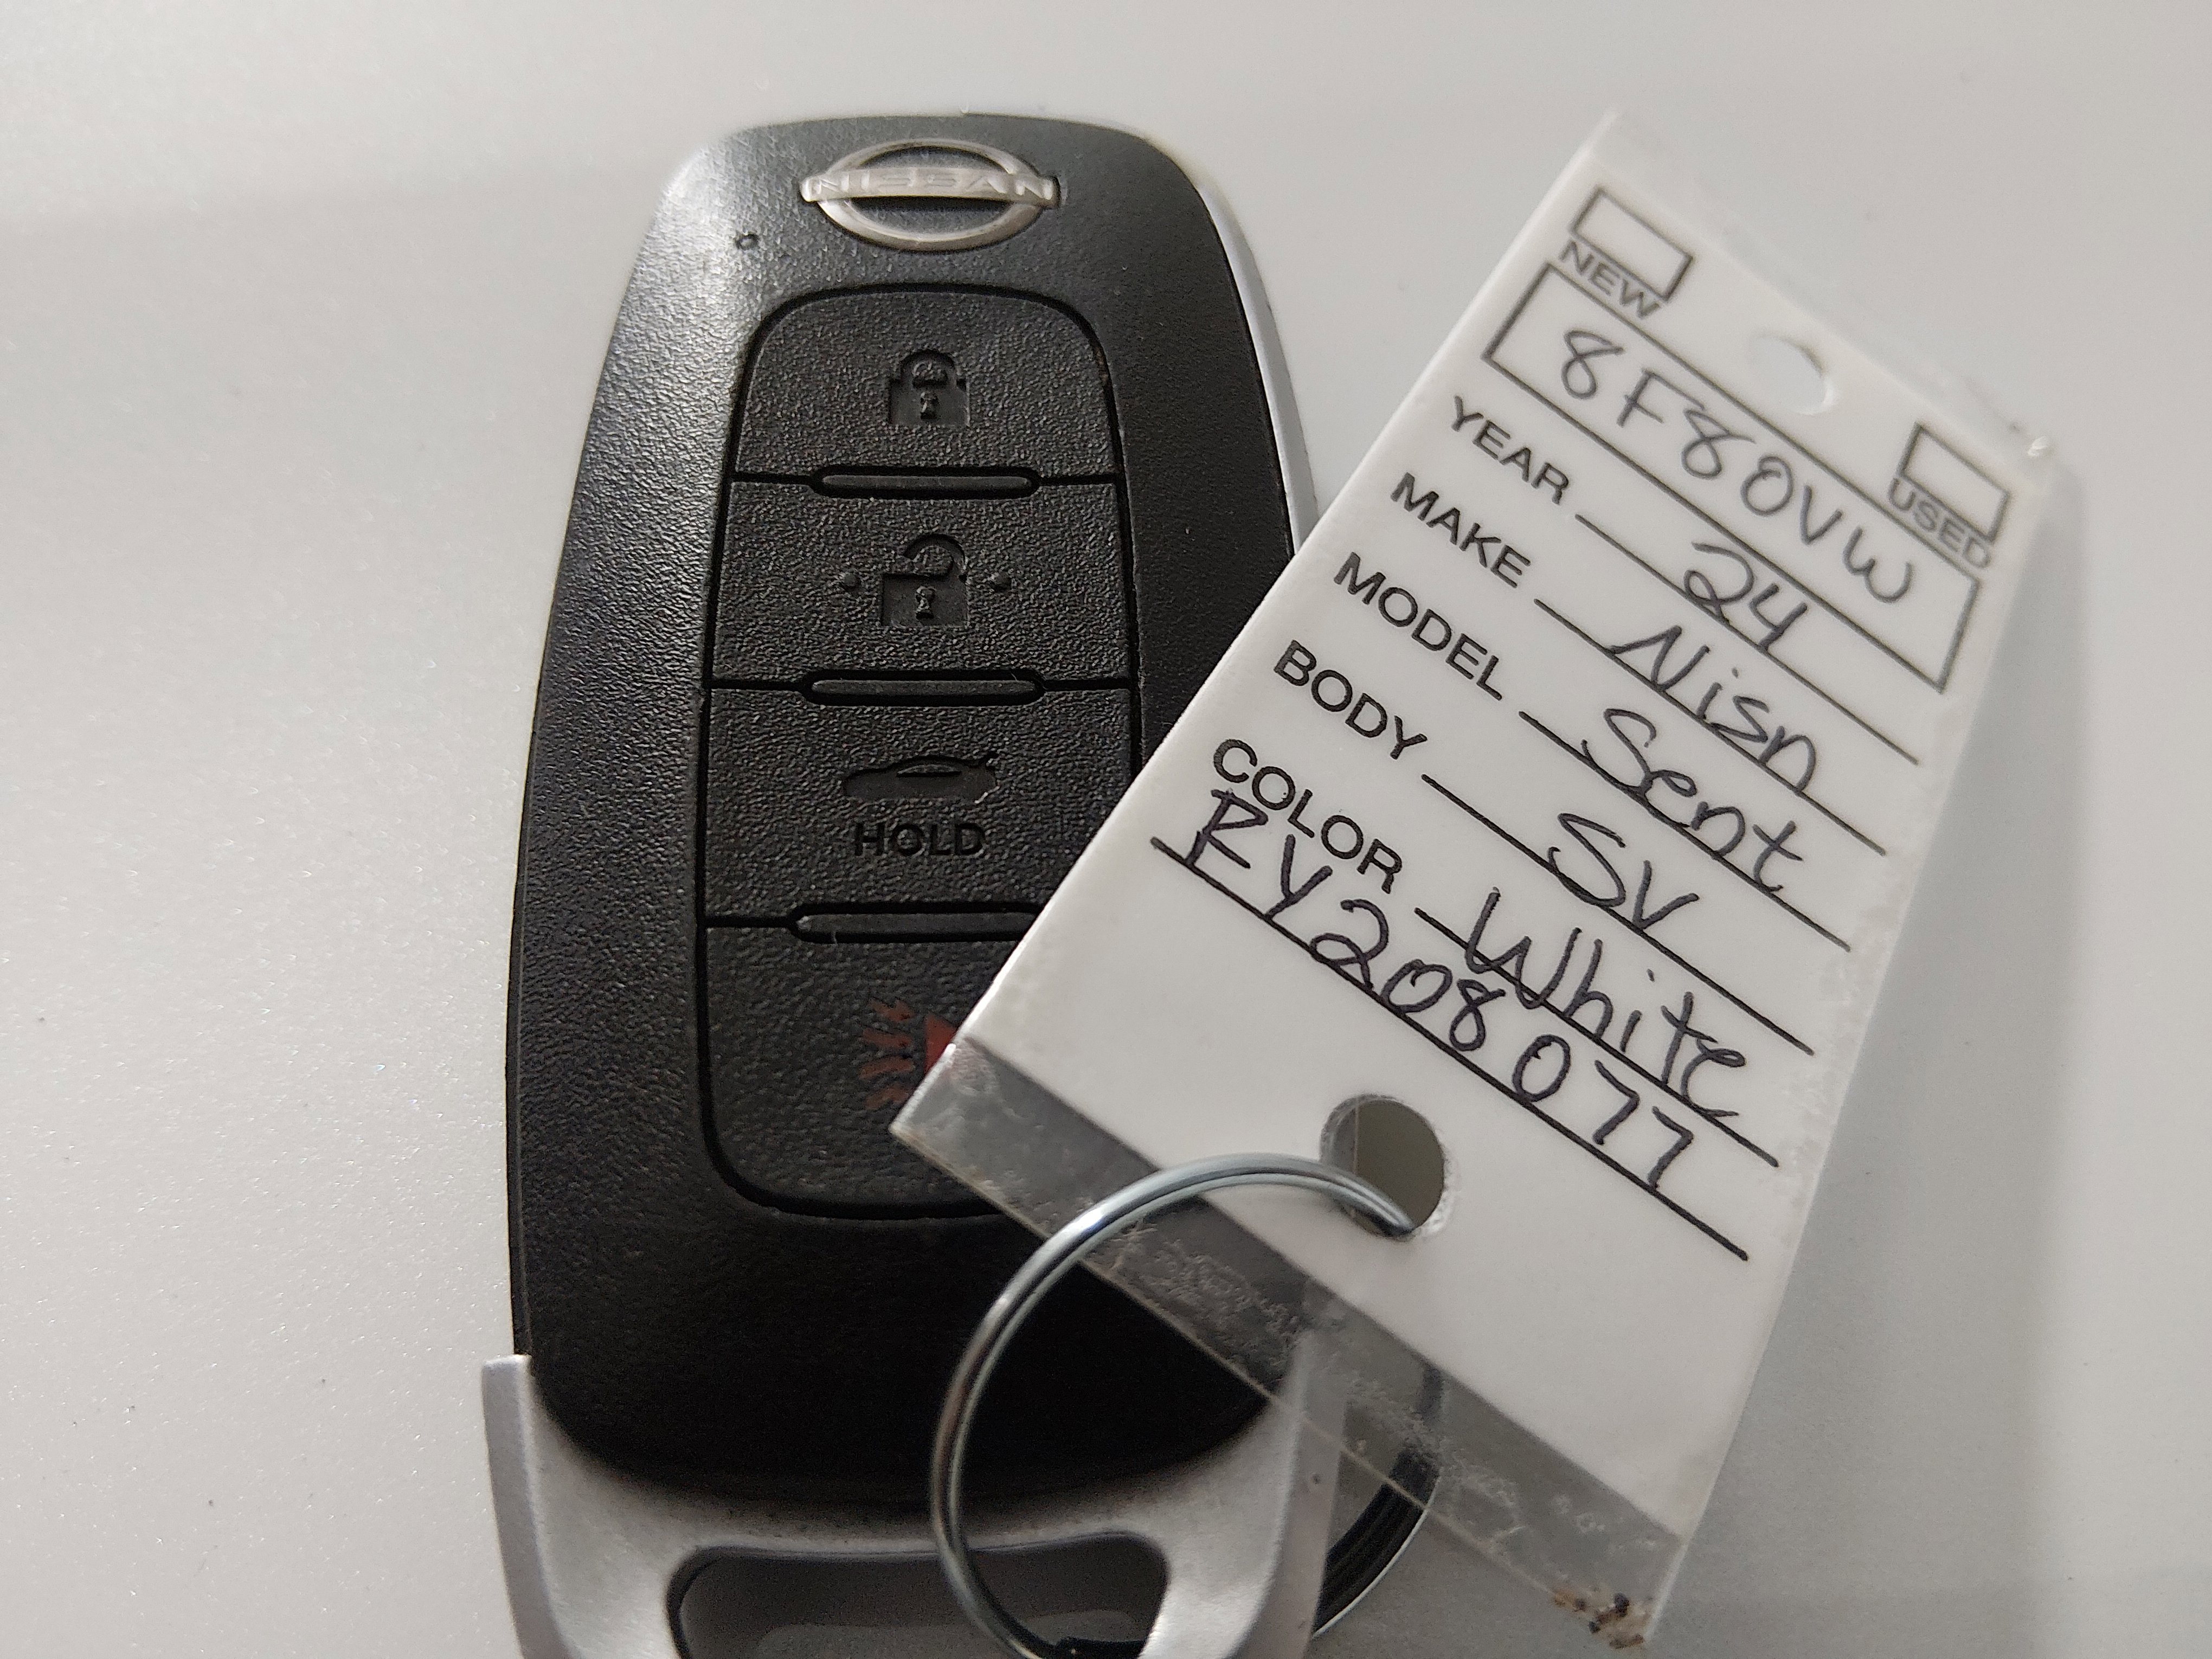 NISSAN
HOLD
NEW
USED
8F80VW
YEAR 24
MAKE Nisn
MODEL Sent
BODY SV
COLOR White
RY208077